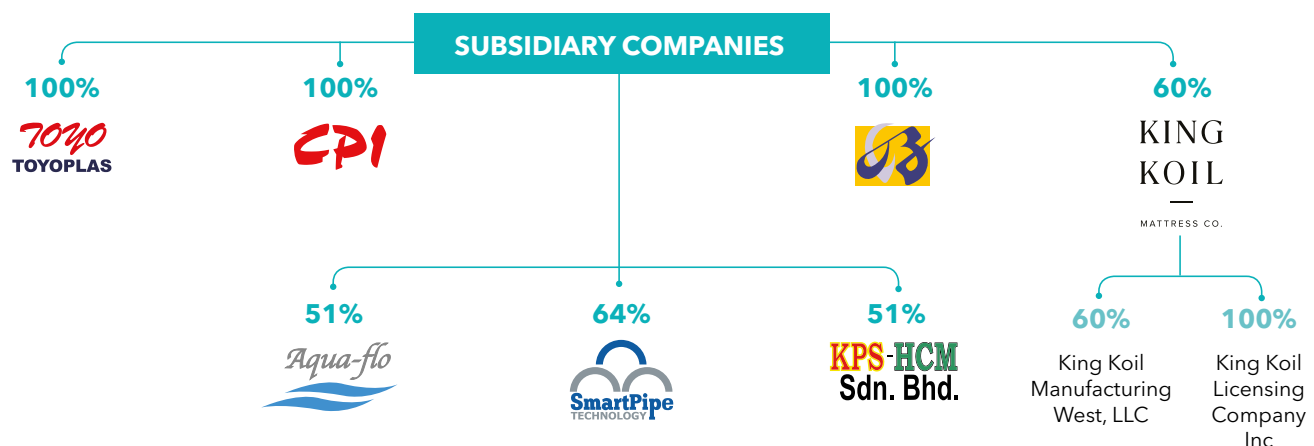 SUBSIDIARY COMPANIES
100%
TOYO
TOYOPLAS
100%
CPI
100%
60%
KING
KOIL
MATTRESS CO.
51%
Aqua-flo
64%
SmartPipe
TECHNOLOGY
51%
KPS-HCM
Sdn. Bhd.
60%
King Koil
Manufacturing
West, LLC
100%
King Koil
Licensing
Company
Inc